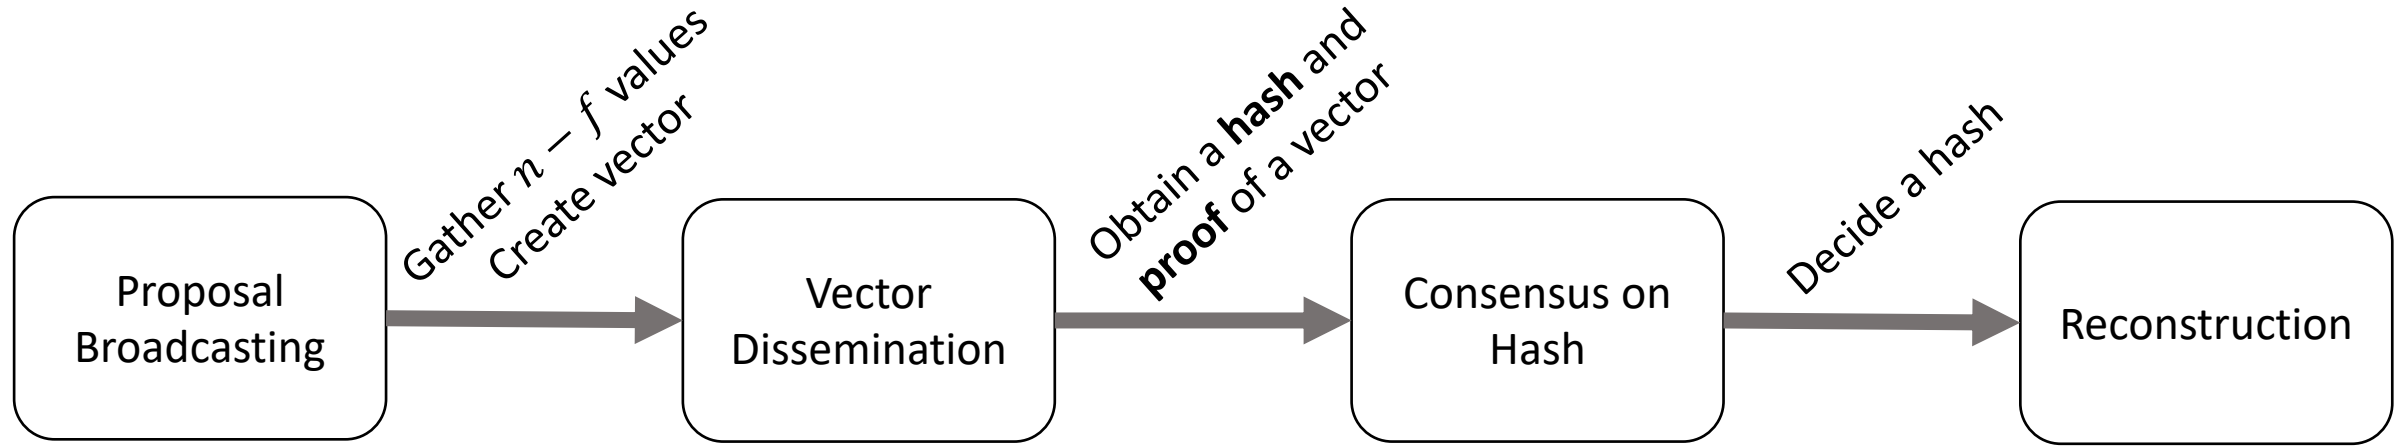 Proposal
Broadcasting
Gather n − f values
Create vector
Vector
Dissemination
Obtain a hash and
proof of a vector
Consensus on
Hash
Decide a hash
Reconstruction